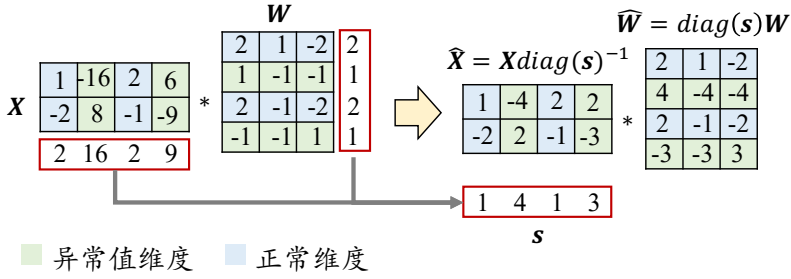 W
2 1 -2 2
1 -1 -1 1
2 -1 -2 2
-1 -1 1 1
X
1 -16 2 6
-2 8 -1 -9
*
2 16 2 9
X̂ = Xdiag(s)⁻¹
1 -4 2 2
-2 2 -1 -3
*
Ŵ = diag(s)W
2 1 -2
4 -4 -4
2 -1 -2
-3 -3 3
1 4 1 3
s
异常值维度 正常维度